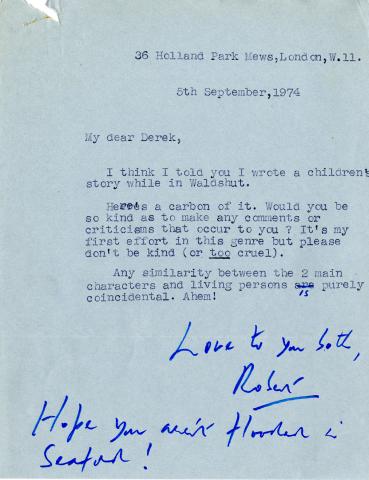 36 Holland Park Mews,London,W.11.
5th September,1974
My dear Derek,
I think I told you I wrote a children's
story while in Waldshut.
Here's a carbon of it. Would you be
so kind as to make any comments or
criticisms that occur to you ? It's my
first effort in this genre but please
don't be kind (or too cruel).
Any similarity between the 2 main
characters and living persons is purely
coincidental. Ahem!
Love to you both,
Robert
Hope you aren't flooded in
Seaford!